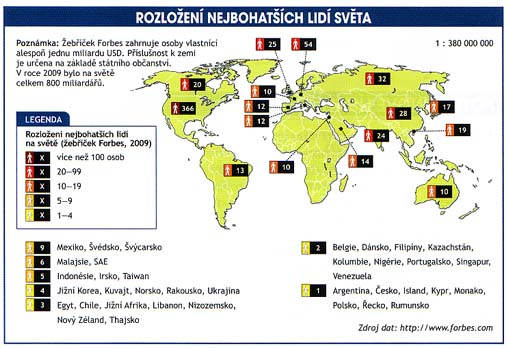 ROZLOŽENÍ NEJBOHATŠÍCH LIDÍ SVĚTA
Poznámka: Žebříček Forbes zahrnuje osoby vlastnící
alespoň jednu miliardu USD. Příslušnost k zemi
je určena na základě státního občanství.
V roce 2009 bylo na světě
celkem 800 miliardářů.
1 : 380 000 000
25
54
20
32
10
366
12
28
17
12
24
19
13
10
14
10
LEGENDA
Rozložení nejbohatších lidí
na světě (žebříček Forbes, 2009)
X více než 100 osob
X 20—99
X 10—19
X 5—9
X 1—4
9 Mexiko, Švédsko, Švýcarsko
6 Malajsie, SAE
5 Indonésie, Irsko, Taiwan
4 Jižní Korea, Kuvajt, Norsko, Rakousko, Ukrajina
3 Egypt, Chile, Jižní Afrika, Libanon, Nizozemsko,
Nový Zéland, Thajsko
2 Belgie, Dánsko, Filipíny, Kazachstán,
Kolumbie, Nigérie, Portugalsko, Singapur,
Venezuela
1 Argentina, Česko, Island, Kypr, Monako,
Polsko, Řecko, Rumunsko
Zdroj dat: http://www.forbes.com